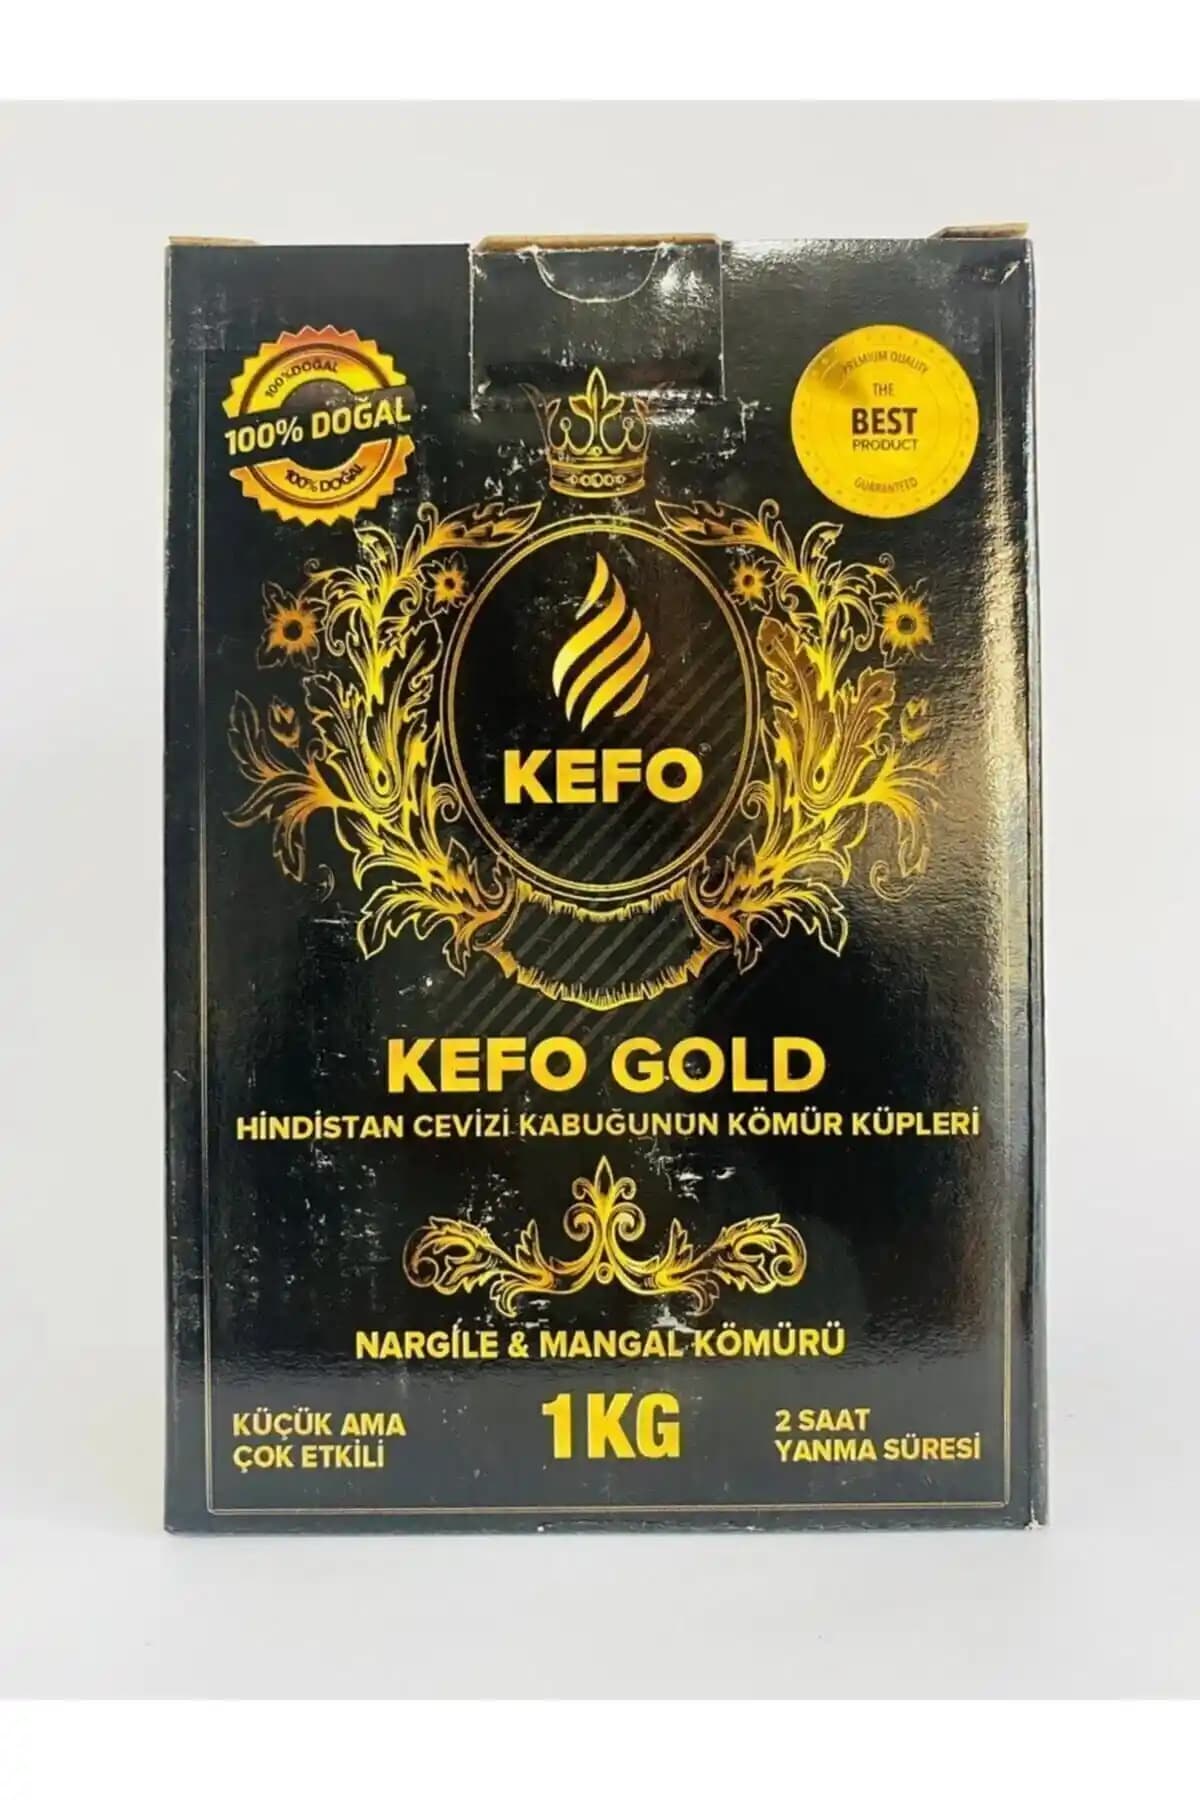 100% DOĞAL
100% DOĞAL
100% DOĞAL
PREMIUM QUALITY
THE
BEST
PRODUCT
GUARANTEED
KEFO
KEFO GOLD
HİNDİSTAN CEVİZİ KABUĞUNUN KÖMÜR KÜPLERİ
NARGİLE & MANGAL KÖMÜRÜ
KÜÇÜK AMA
ÇOK ETKİLİ
1KG
2 SAAT
YANMA SÜRESİ